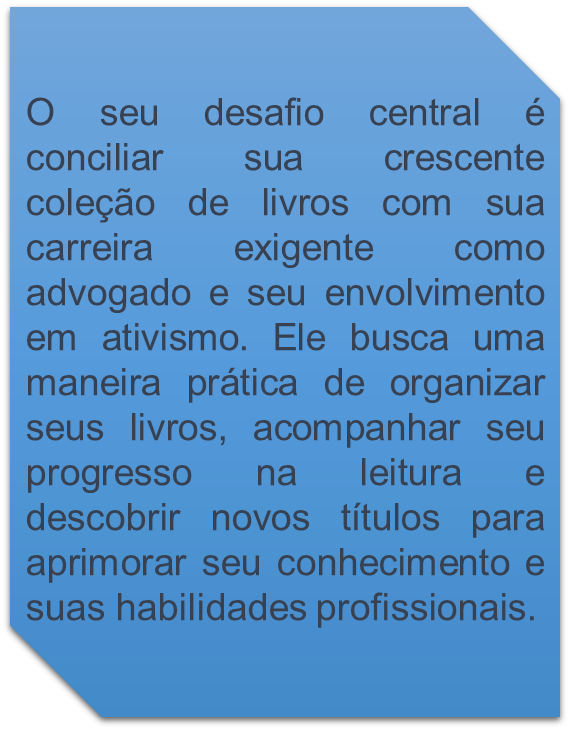 O seu desafio central é
conciliar sua crescente
coleção de livros com sua
carreira exigente como
advogado e seu envolvimento
em ativismo. Ele busca uma
maneira prática de organizar
seus livros, acompanhar seu
progresso na leitura e
descobrir novos títulos para
aprimorar seu conhecimento e
suas habilidades profissionais.